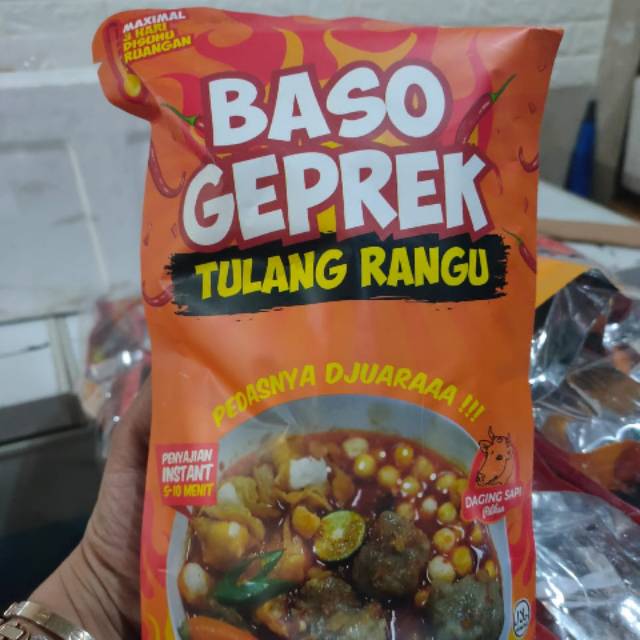 MAXIMAL
3 HARI
DISUHU
RUANGAN
BASO
GEPREK
TULANG RANGU
PEDASNYA DJUARAAA !!!
PENYAJIAN
INSTANT
5-10 MENIT
DAGING SAPI
Pilihan